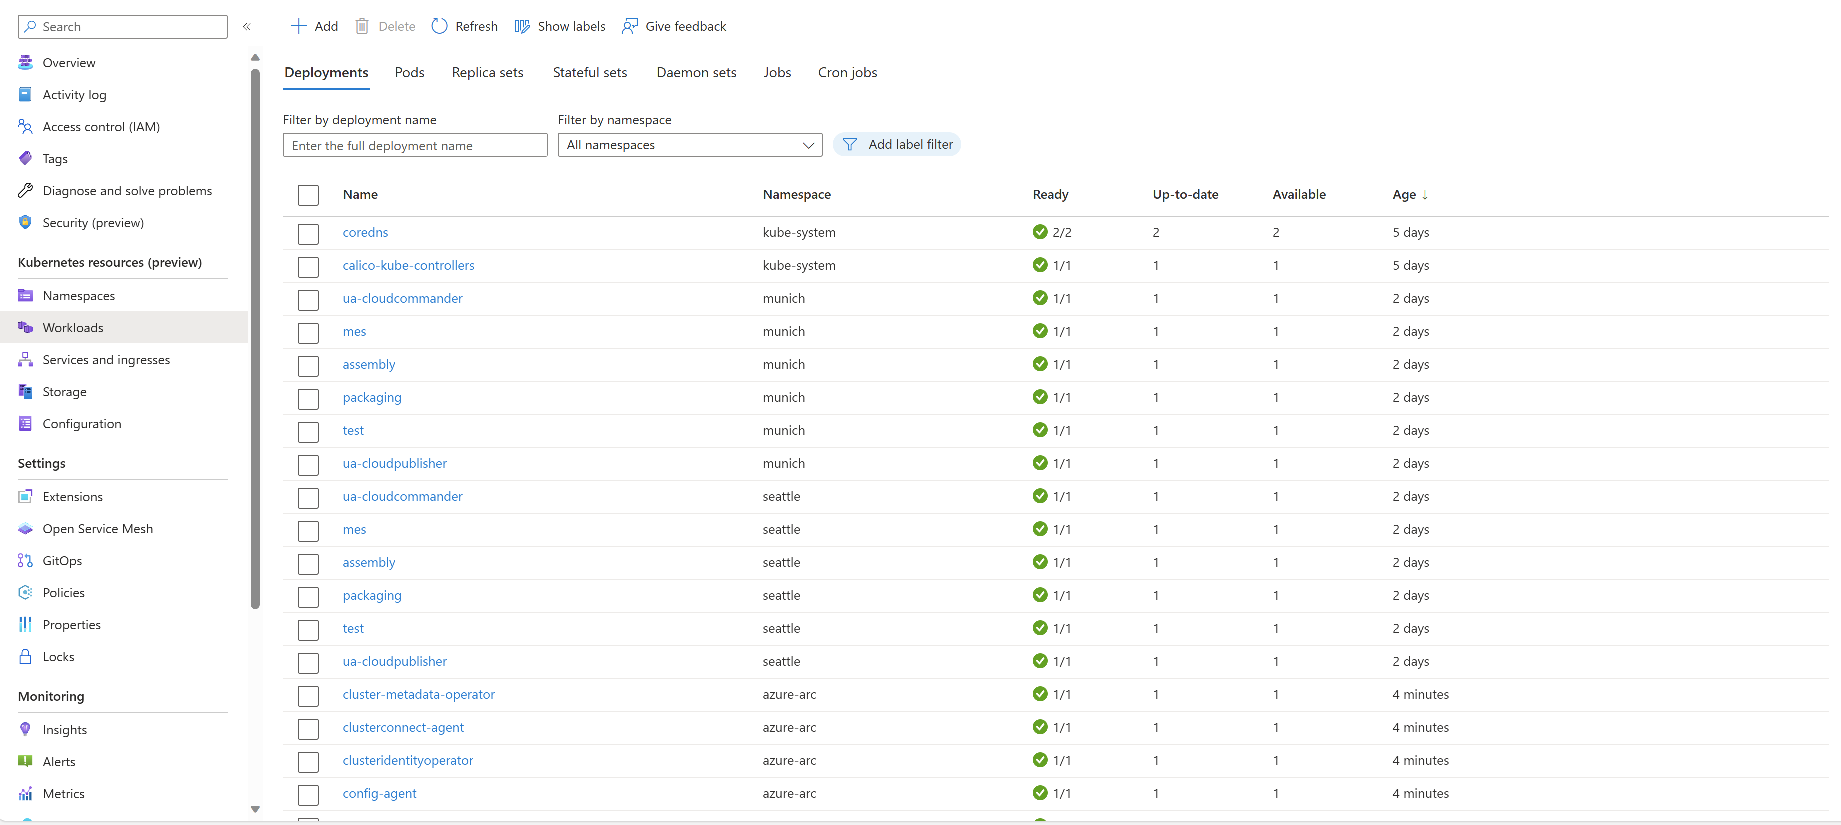 Search
«
Overview
Activity log
Access control (IAM)
Tags
Diagnose and solve problems
Security (preview)
Kubernetes resources (preview)
Namespaces
Workloads
Services and ingresses
Storage
Configuration
Settings
Extensions
Open Service Mesh
GitOps
Policies
Properties
Locks
Monitoring
Insights
Alerts
Metrics
Add Delete Refresh Show labels Give feedback
Deployments Pods Replica sets Stateful sets Daemon sets Jobs Cron jobs
Filter by deployment name Filter by namespace
Enter the full deployment name All namespaces Add label filter
Name Namespace Ready Up-to-date Available Age ↓
coredns kube-system 2/2 2 2 5 days
calico-kube-controllers kube-system 1/1 1 1 5 days
ua-cloudcommander munich 1/1 1 1 2 days
mes munich 1/1 1 1 2 days
assembly munich 1/1 1 1 2 days
packaging munich 1/1 1 1 2 days
test munich 1/1 1 1 2 days
ua-cloudpublisher munich 1/1 1 1 2 days
ua-cloudcommander seattle 1/1 1 1 2 days
mes seattle 1/1 1 1 2 days
assembly seattle 1/1 1 1 2 days
packaging seattle 1/1 1 1 2 days
test seattle 1/1 1 1 2 days
ua-cloudpublisher seattle 1/1 1 1 2 days
cluster-metadata-operator azure-arc 1/1 1 1 4 minutes
clusterconnect-agent azure-arc 1/1 1 1 4 minutes
clusteridentityoperator azure-arc 1/1 1 1 4 minutes
config-agent azure-arc 1/1 1 1 4 minutes